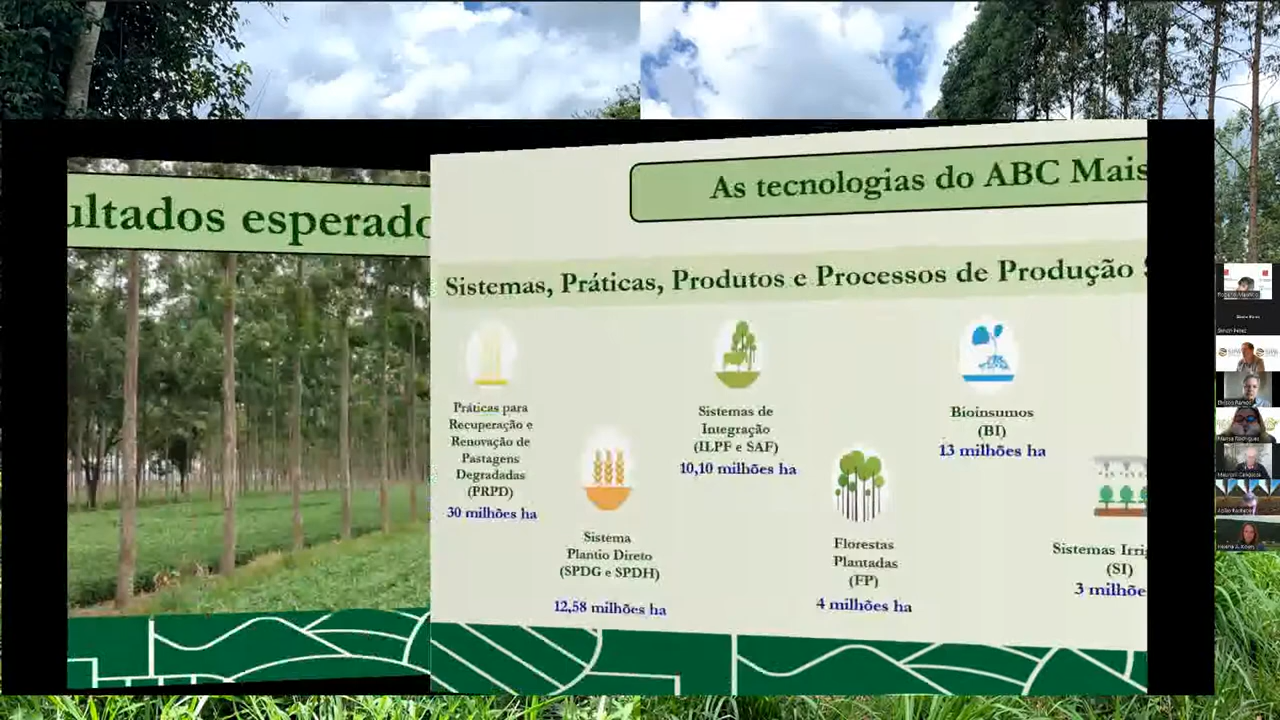 ultados esperado
As tecnologias do ABC Mais
Sistemas, Práticas, Produtos e Processos de Produção
Práticas para
Recuperação e
Renovação de
Pastagens
Degradadas
(PRPD)
30 milhões ha
Sistema
Plantio Direto
(SPDG e SPDH)
12,58 milhões ha
Sistemas de
Integração
(ILPF e SAF)
10,10 milhões ha
Florestas
Plantadas
(FP)
4 milhões ha
Bioinsumos
(BI)
13 milhões ha
Sistemas Irri
(SI)
3 milhõe